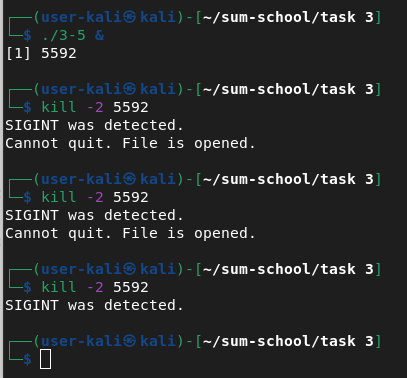 ┌──(user-kali㉿kali)-[~/sum-school/task 3]
└─$ ./3-5 &
[1] 5592
┌──(user-kali㉿kali)-[~/sum-school/task 3]
└─$ kill -2 5592
SIGINT was detected.
Cannot quit. File is opened.
┌──(user-kali㉿kali)-[~/sum-school/task 3]
└─$ kill -2 5592
SIGINT was detected.
Cannot quit. File is opened.
┌──(user-kali㉿kali)-[~/sum-school/task 3]
└─$ kill -2 5592
SIGINT was detected.
┌──(user-kali㉿kali)-[~/sum-school/task 3]
└─$